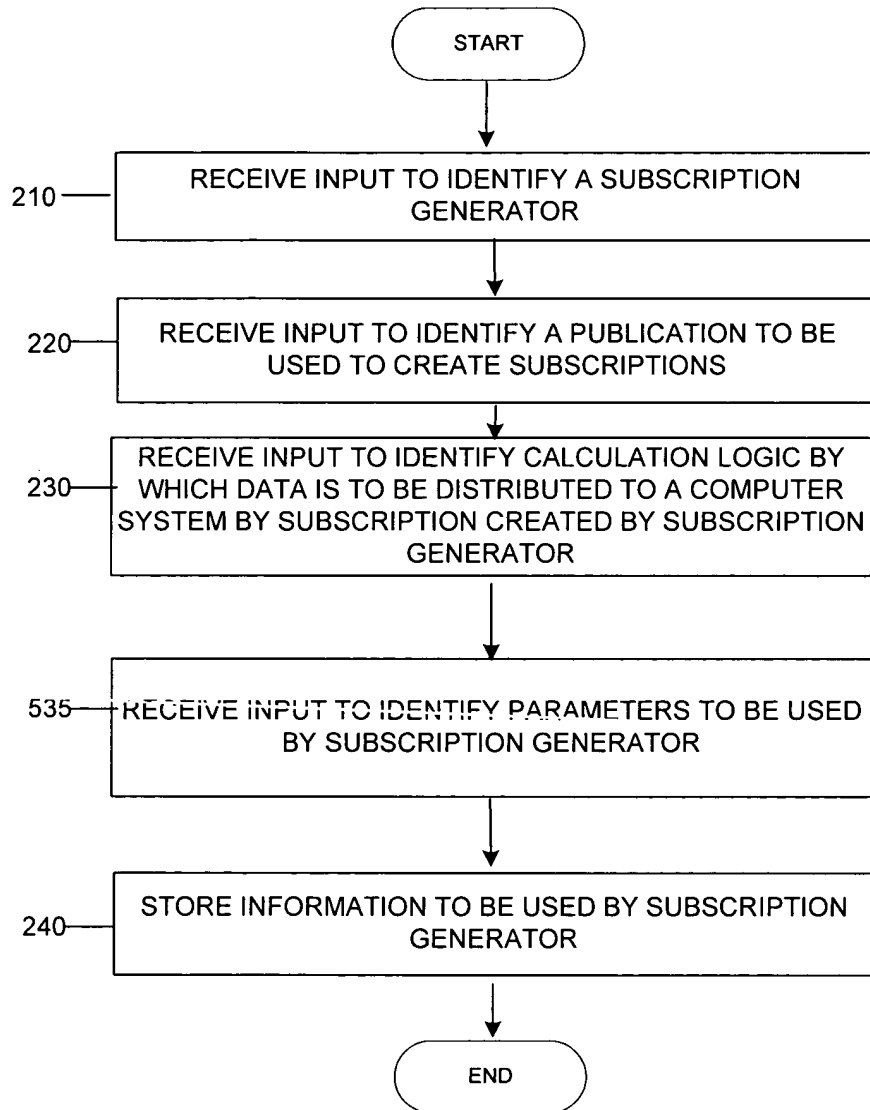 START
210
RECEIVE INPUT TO IDENTIFY A SUBSCRIPTION
GENERATOR
220
RECEIVE INPUT TO IDENTIFY A PUBLICATION TO BE
USED TO CREATE SUBSCRIPTIONS
230
RECEIVE INPUT TO IDENTIFY CALCULATION LOGIC BY
WHICH DATA IS TO BE DISTRIBUTED TO A COMPUTER
SYSTEM BY SUBSCRIPTION CREATED BY SUBSCRIPTION
GENERATOR
535
RECEIVE INPUT TO IDENTIFY PARAMETERS TO BE USED
BY SUBSCRIPTION GENERATOR
240
STORE INFORMATION TO BE USED BY SUBSCRIPTION
GENERATOR
END